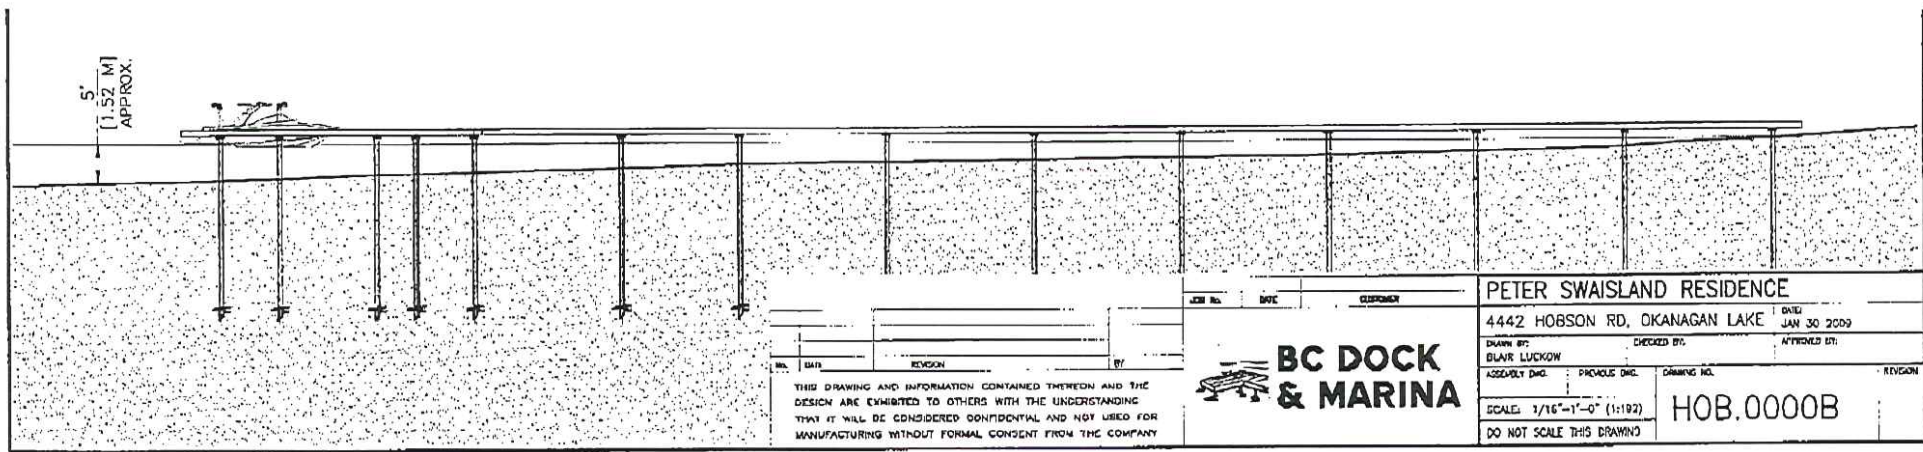 5'
[1.52 M]
APPROX.
JOB No. DATE CUSTOMER
No. DATE REVISION BY
THIS DRAWING AND INFORMATION CONTAINED THEREON AND THE
DESIGN ARE EXHIBITED TO OTHERS WITH THE UNDERSTANDING
THAT IT WILL BE CONSIDERED CONFIDENTIAL AND NOT USED FOR
MANUFACTURING WITHOUT FORMAL CONSENT FROM THE COMPANY
BC DOCK
& MARINA
PETER SWAISLAND RESIDENCE
4442 HOBSON RD, OKANAGAN LAKE
DATE:
JAN 30 2009
DRAWN BY: CHECKED BY: APPROVED BY:
BLAIR LUCKOW
ASSEMBLY DWG. PREVIOUS DWG. DRAWING NO. REVISION
SCALE: 1/16"-1'-0" (1:192)
HOB.0000B
DO NOT SCALE THIS DRAWING